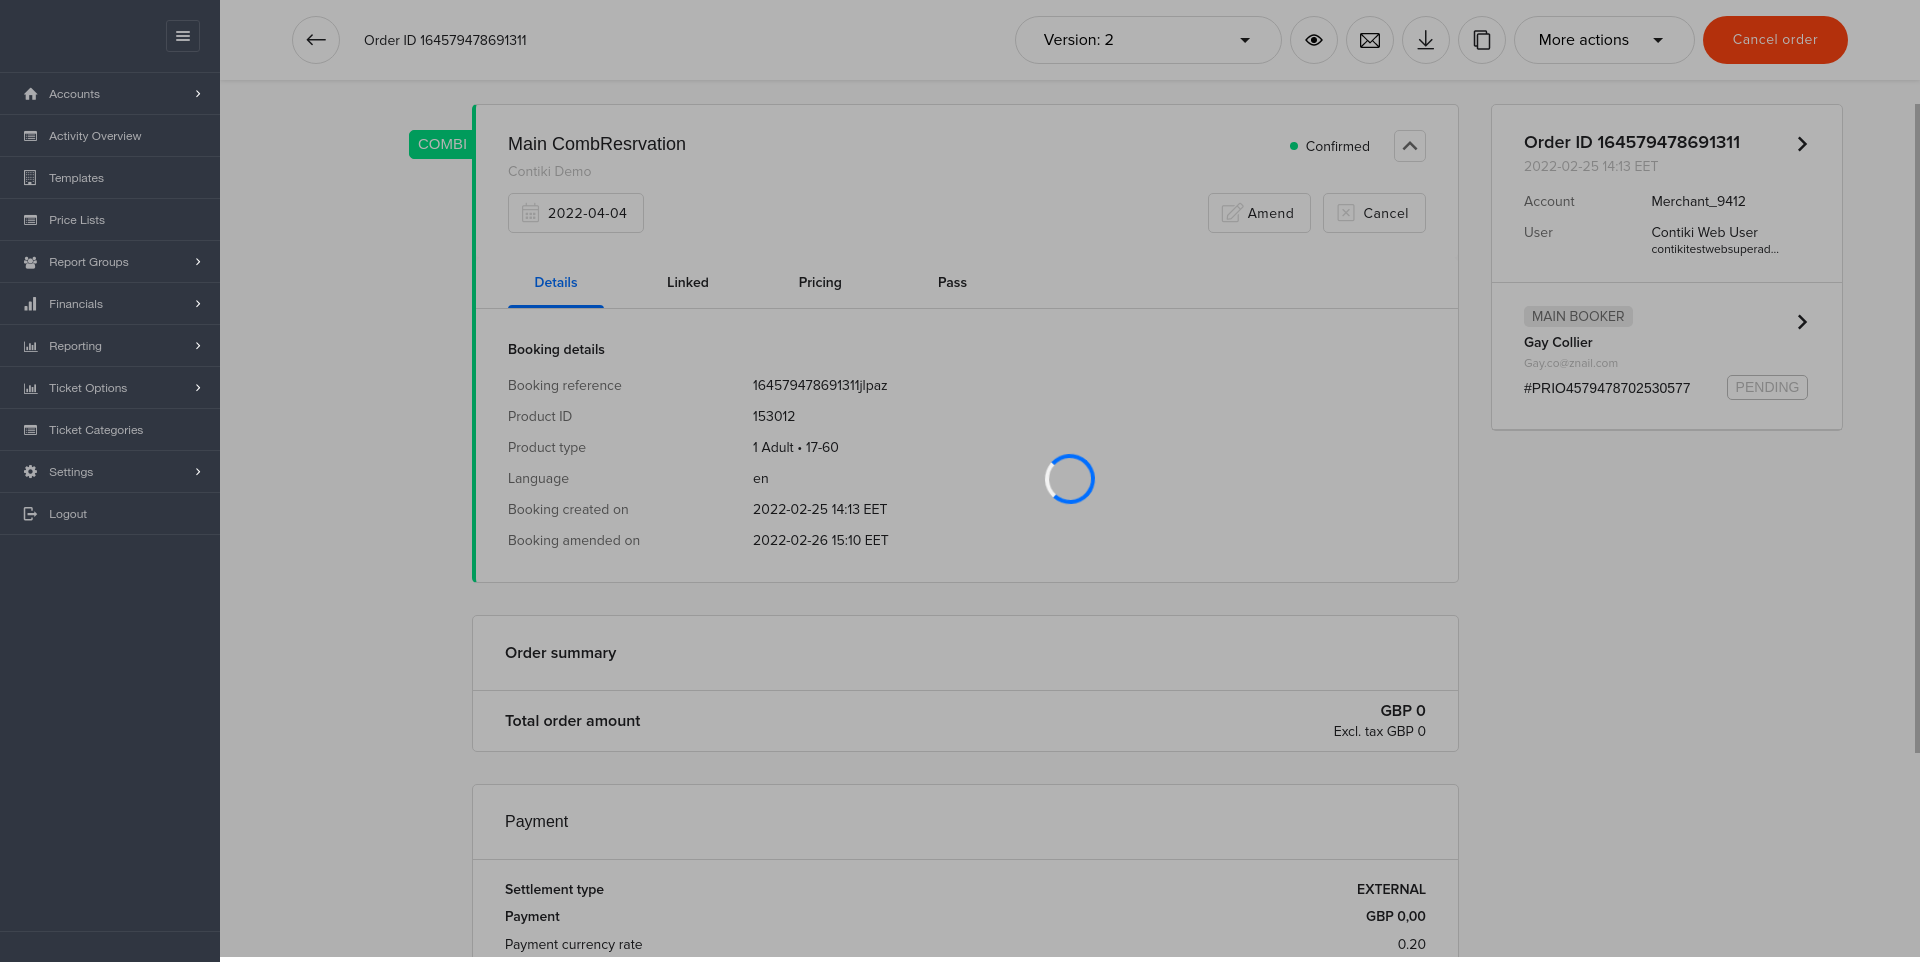 Accounts
Activity Overview
Templates
Price Lists
Report Groups
Financials
Reporting
Ticket Options
Ticket Categories
Settings
Logout
Order ID 164579478691311
Version: 2
More actions
Cancel order
COMBI
Main CombResrvation
Confirmed
Contiki Demo
2022-04-04
Amend
Cancel
Details Linked Pricing Pass
Booking details
Booking reference 164579478691311jlpaz
Product ID 153012
Product type 1 Adult • 17-60
Language en
Booking created on 2022-02-25 14:13 EET
Booking amended on 2022-02-26 15:10 EET
Order summary
Total order amount GBP 0
Excl. tax GBP 0
Payment
Settlement type EXTERNAL
Payment GBP 0,00
Payment currency rate 0.20
Order ID 164579478691311
2022-02-25 14:13 EET
Account Merchant_9412
User Contiki Web User
contikitestwebsuperad...
MAIN BOOKER
Gay Collier
Gay.co@znail.com
#PRIO4579478702530577 PENDING